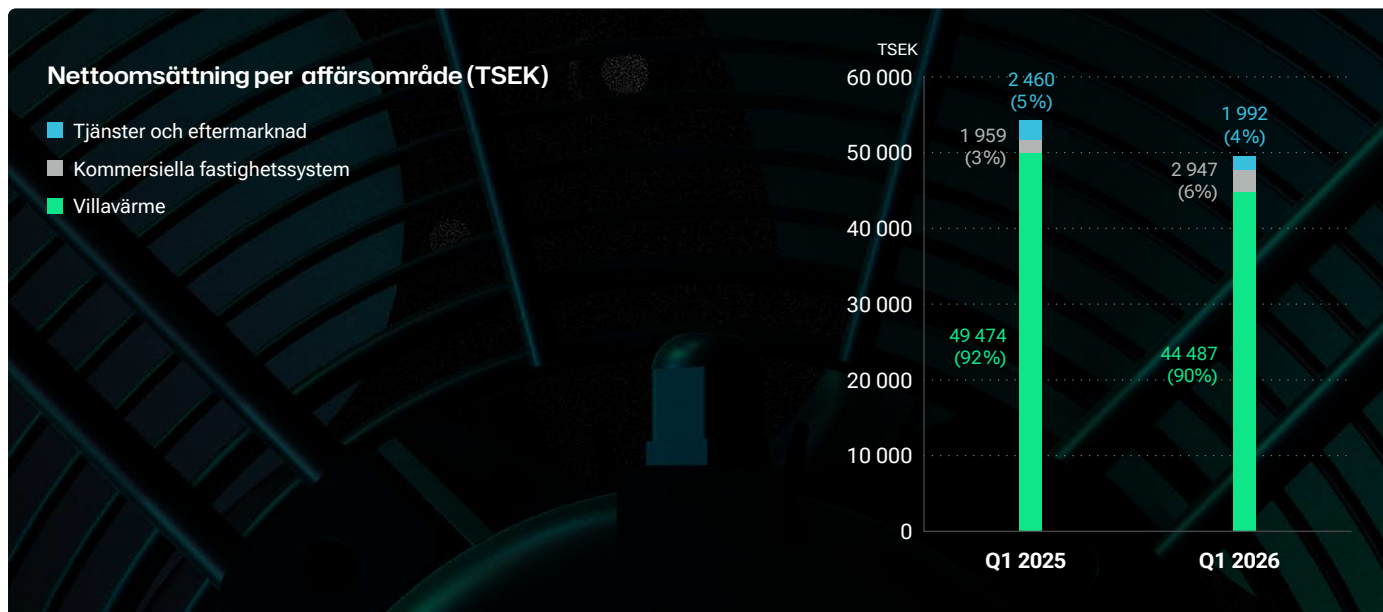 Nettoomsättning per affärsområde (TSEK)
Tjänster och eftermarknad
Kommersiella fastighetssystem
Villavärme
TSEK
60 000
50 000
40 000
30 000
20 000
10 000
0
2 460
(5%)
1 959
(3%)
49 474
(92%)
1 992
(4%)
2 947
(6%)
44 487
(90%)
Q1 2025
Q1 2026